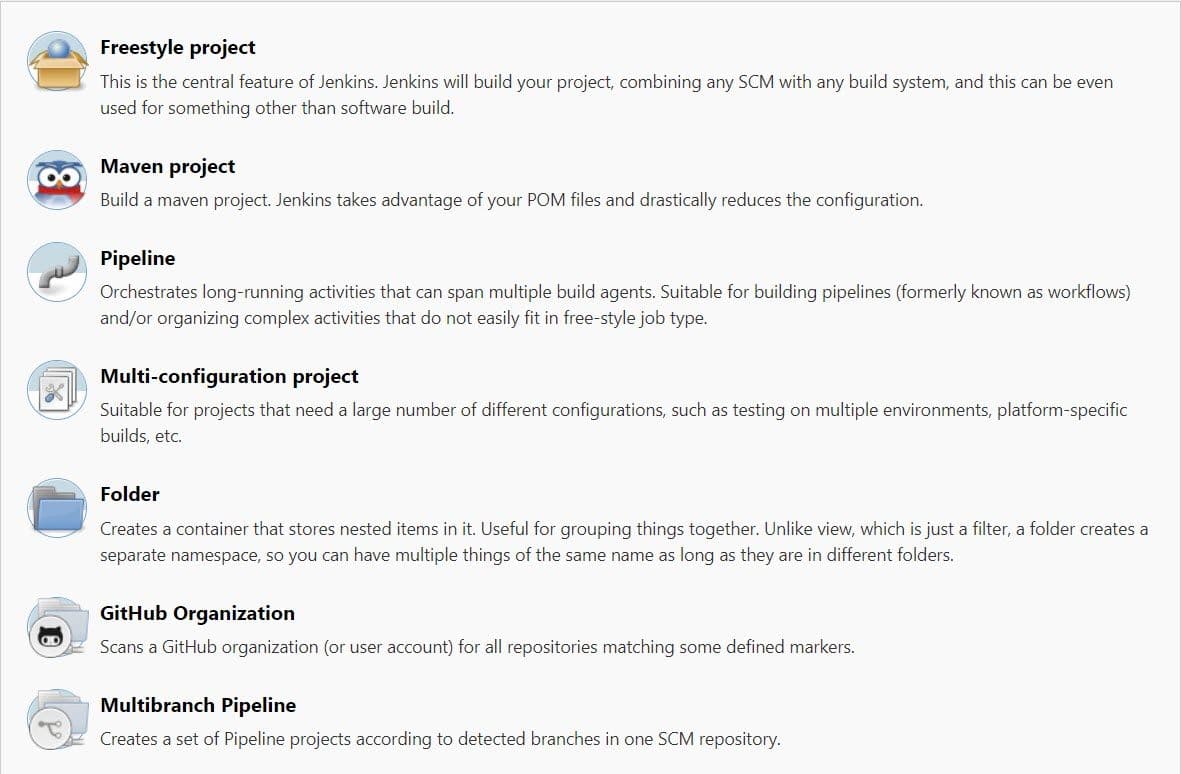 Freestyle project
This is the central feature of Jenkins. Jenkins will build your project, combining any SCM with any build system, and this can be even
used for something other than software build.
Maven project
Build a maven project. Jenkins takes advantage of your POM files and drastically reduces the configuration.
Pipeline
Orchestrates long-running activities that can span multiple build agents. Suitable for building pipelines (formerly known as workflows)
and/or organizing complex activities that do not easily fit in free-style job type.
Multi-configuration project
Suitable for projects that need a large number of different configurations, such as testing on multiple environments, platform-specific
builds, etc.
Folder
Creates a container that stores nested items in it. Useful for grouping things together. Unlike view, which is just a filter, a folder creates a
separate namespace, so you can have multiple things of the same name as long as they are in different folders.
GitHub Organization
Scans a GitHub organization (or user account) for all repositories matching some defined markers.
Multibranch Pipeline
Creates a set of Pipeline projects according to detected branches in one SCM repository.